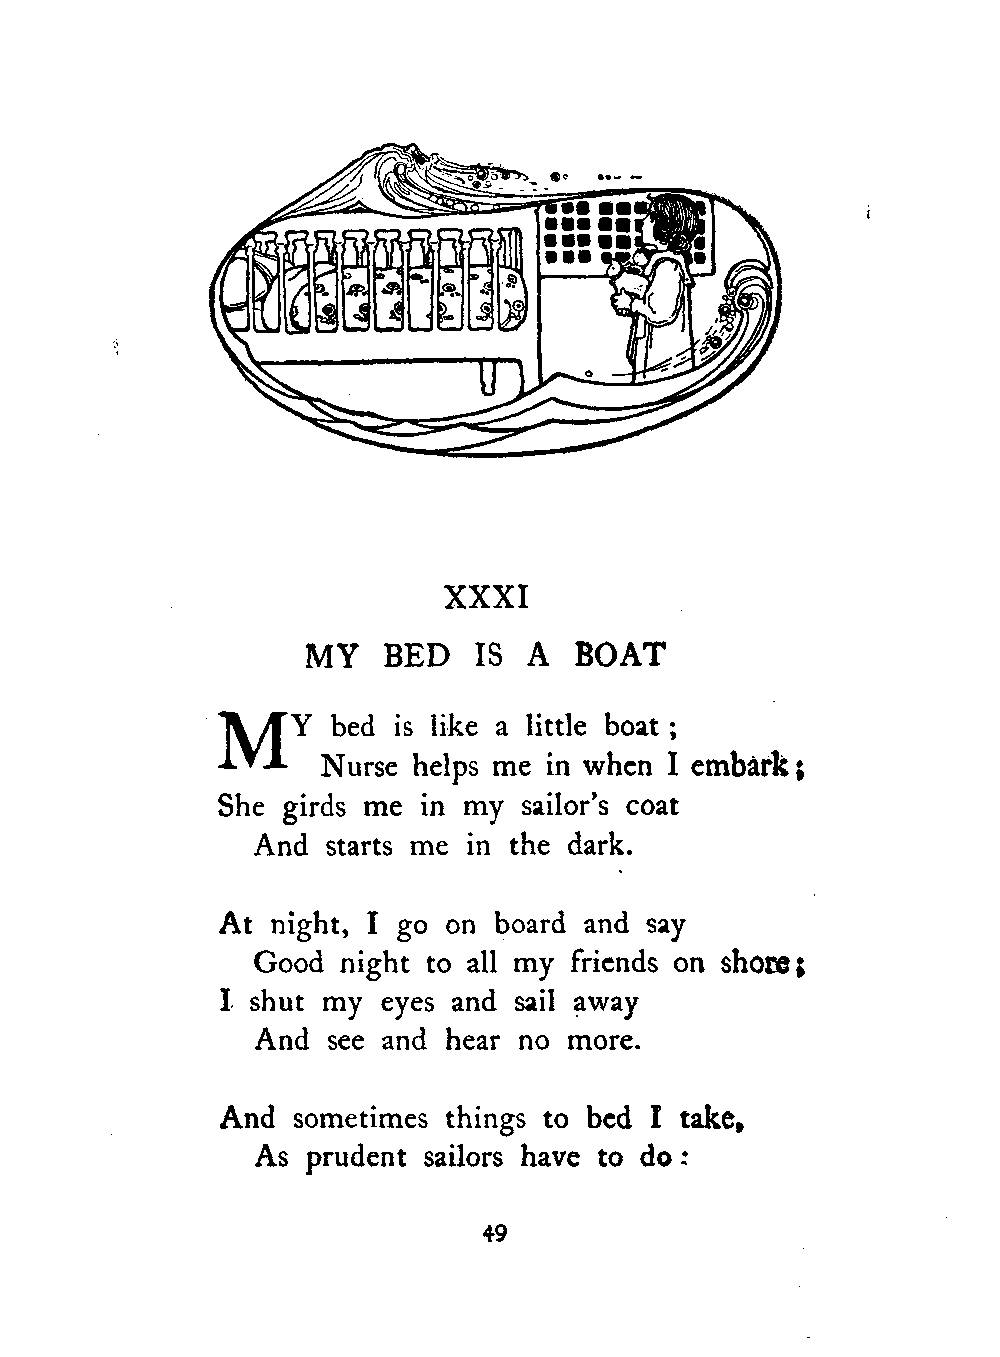 XXXI
MY BED IS A BOAT
MY bed is like a little boat ;
Nurse helps me in when I embark ;
She girds me in my sailor's coat
And starts me in the dark.
At night, I go on board and say
Good night to all my friends on shore ;
I shut my eyes and sail away
And see and hear no more.
And sometimes things to bed I take,
As prudent sailors have to do :
49